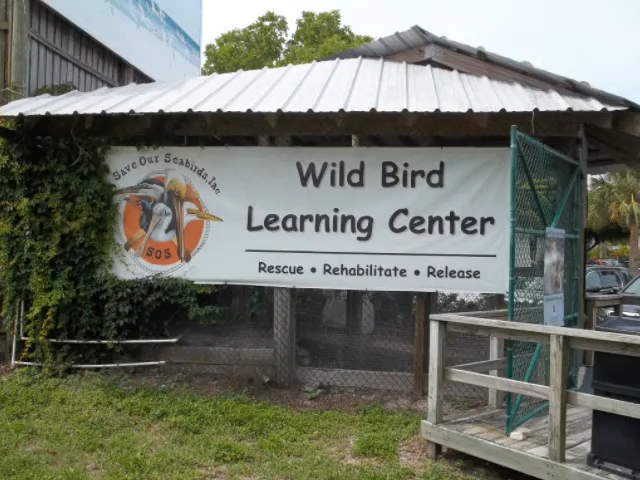 Save Our Seabirds, Inc
SOS
Wild Bird
Learning Center
Rescue • Rehabilitate • Release